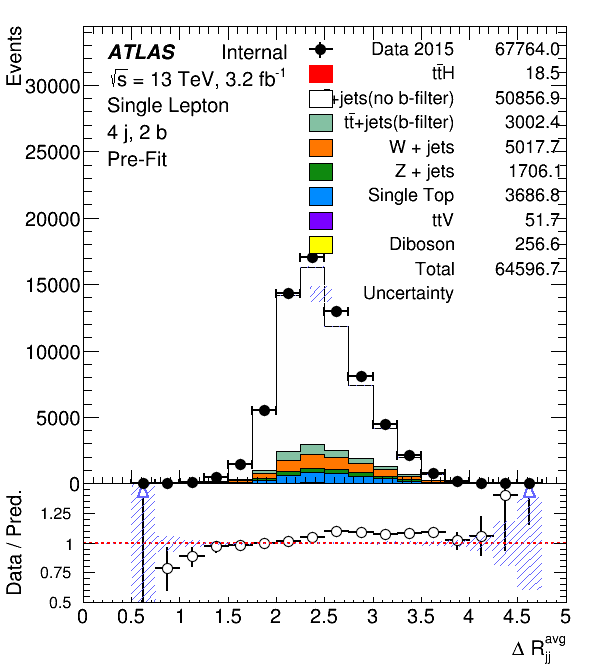 Events
ATLAS Internal
√s = 13 TeV, 3.2 fb⁻¹
Single Lepton
4 j, 2 b
Pre-Fit
Data 2015 67764.0
tt̄H 18.5
+jets(no b-filter) 50856.9
tt̄+jets(b-filter) 3002.4
W + jets 5017.7
Z + jets 1706.1
Single Top 3686.8
ttV 51.7
Diboson 256.6
Total 64596.7
Uncertainty
30000
25000
20000
15000
10000
5000
0
Data / Pred.
1.25
1
0.75
0.5
0 0.5 1 1.5 2 2.5 3 3.5 4 4.5 5
Δ R_jj^avg